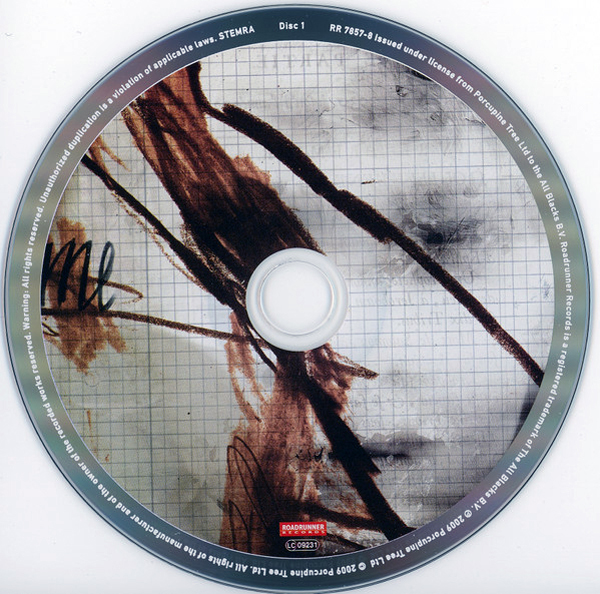 Unauthorized duplication is a violation of applicable laws. STEMRA Disc 1 RR 7857-8 Issued under license from Porcupine Tree Ltd to the All Blacks B.V. Roadrunner Records is a registered trademark of The All Blacks B.V. ℗ 2009 Porcupine Tree Ltd © 2009 Porcupine Tree Ltd. All rights of the manufacturer and of the owner of the recorded works reserved. Warning: All rights reserved.
me
ROADRUNNER
RECORDS
LC 09231